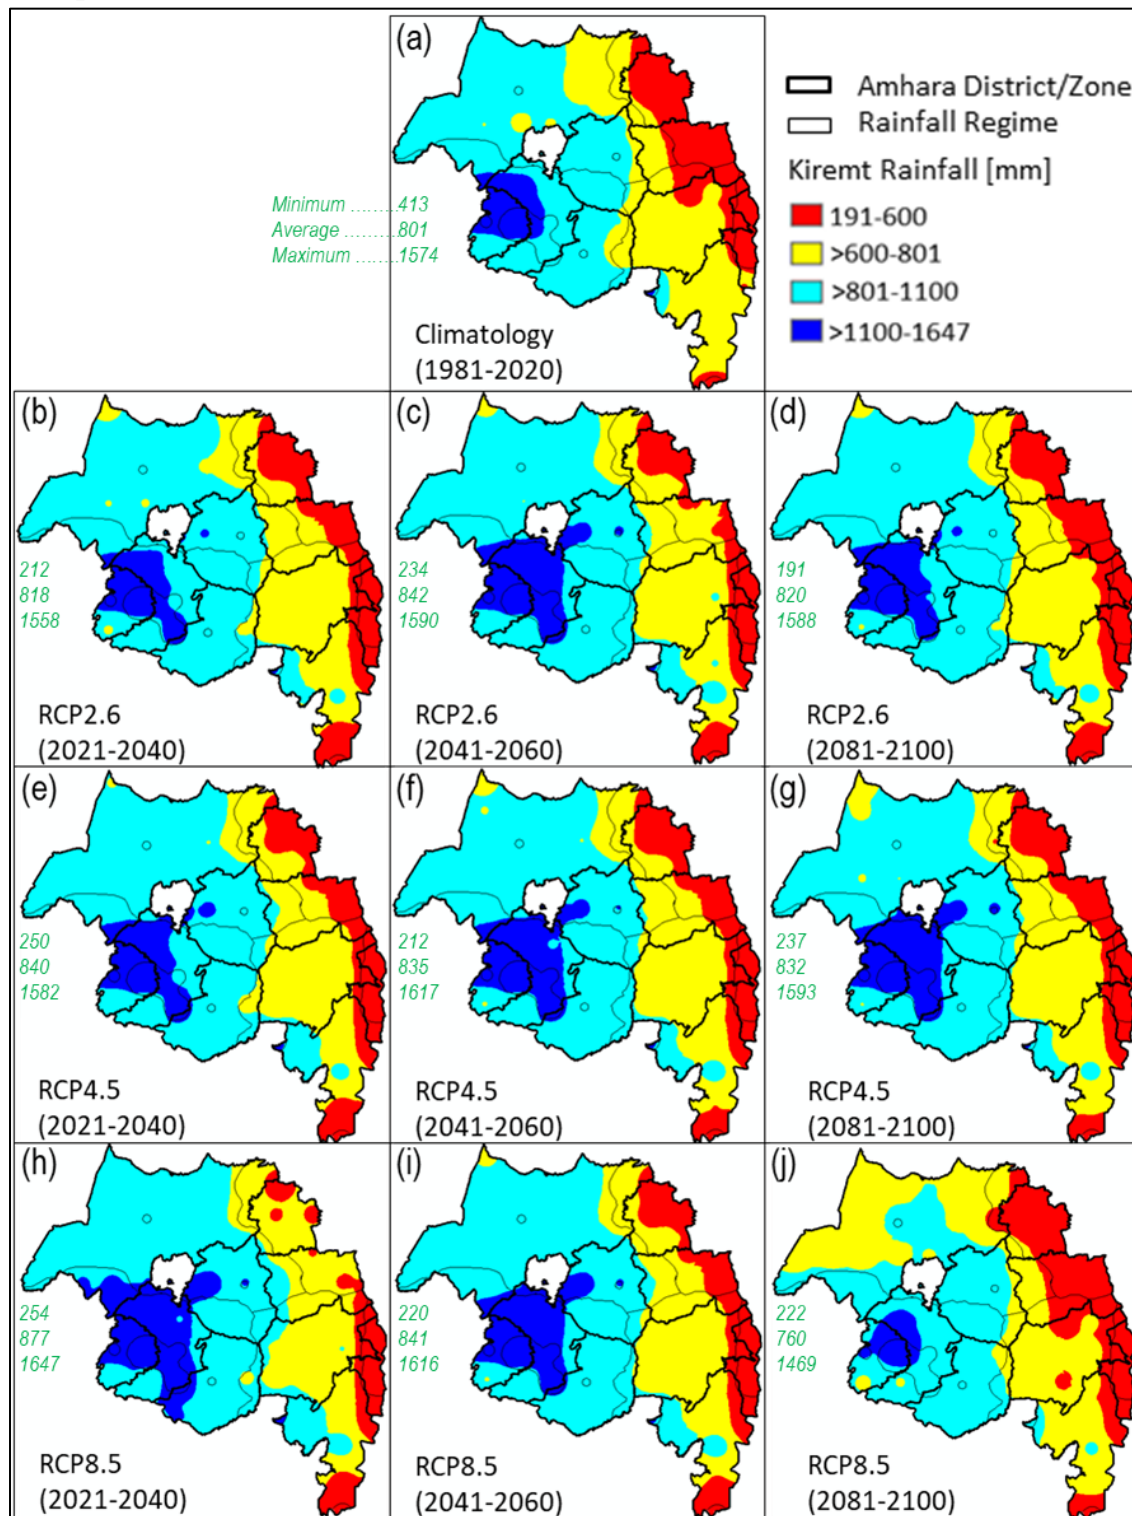 (a)
Amhara District/Zone
Rainfall Regime
Kiremt Rainfall [mm]
191-600
>600-801
>801-1100
>1100-1647
Minimum ........413
Average .........801
Maximum .......1574
Climatology
(1981-2020)
(b)
212
818
1558
RCP2.6
(2021-2040)
(c)
234
842
1590
RCP2.6
(2041-2060)
(d)
191
820
1588
RCP2.6
(2081-2100)
(e)
250
840
1582
RCP4.5
(2021-2040)
(f)
212
835
1617
RCP4.5
(2041-2060)
(g)
237
832
1593
RCP4.5
(2081-2100)
(h)
254
877
1647
RCP8.5
(2021-2040)
(i)
220
841
1616
RCP8.5
(2041-2060)
(j)
222
760
1469
RCP8.5
(2081-2100)